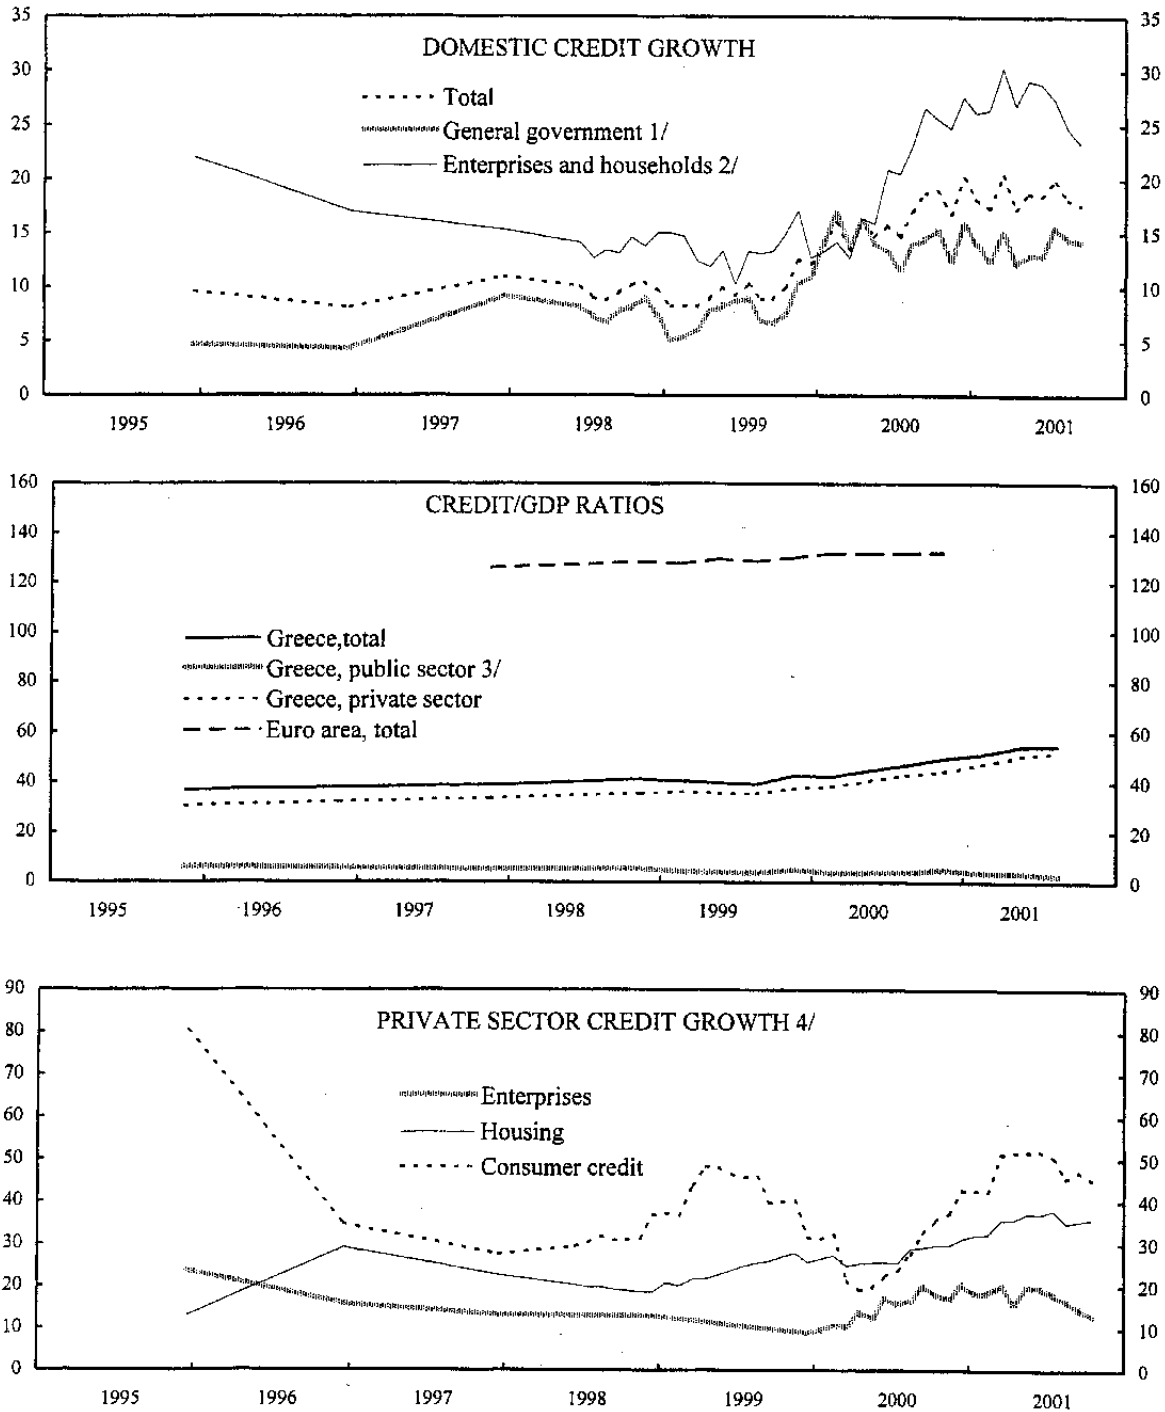 35 35
DOMESTIC CREDIT GROWTH
30 30
Total
25 General government 1/ 25
Enterprises and households 2/
20 20
15 15
10 10
5 5
0 0
1995 1996 1997 1998 1999 2000 2001
160 160
CREDIT/GDP RATIOS
140 140
120 120
100 100
Greece,total
Greece, public sector 3/
80 80
Greece, private sector
60 Euro area, total 60
40 40
20 20
0 0
1995 1996 1997 1998 1999 2000 2001
90 90
PRIVATE SECTOR CREDIT GROWTH 4/
80 80
70 70
Enterprises
60 60
Housing
50 Consumer credit 50
40 40
30 30
20 20
10 10
0 0
1995 1996 1997 1998 1999 2000 2001